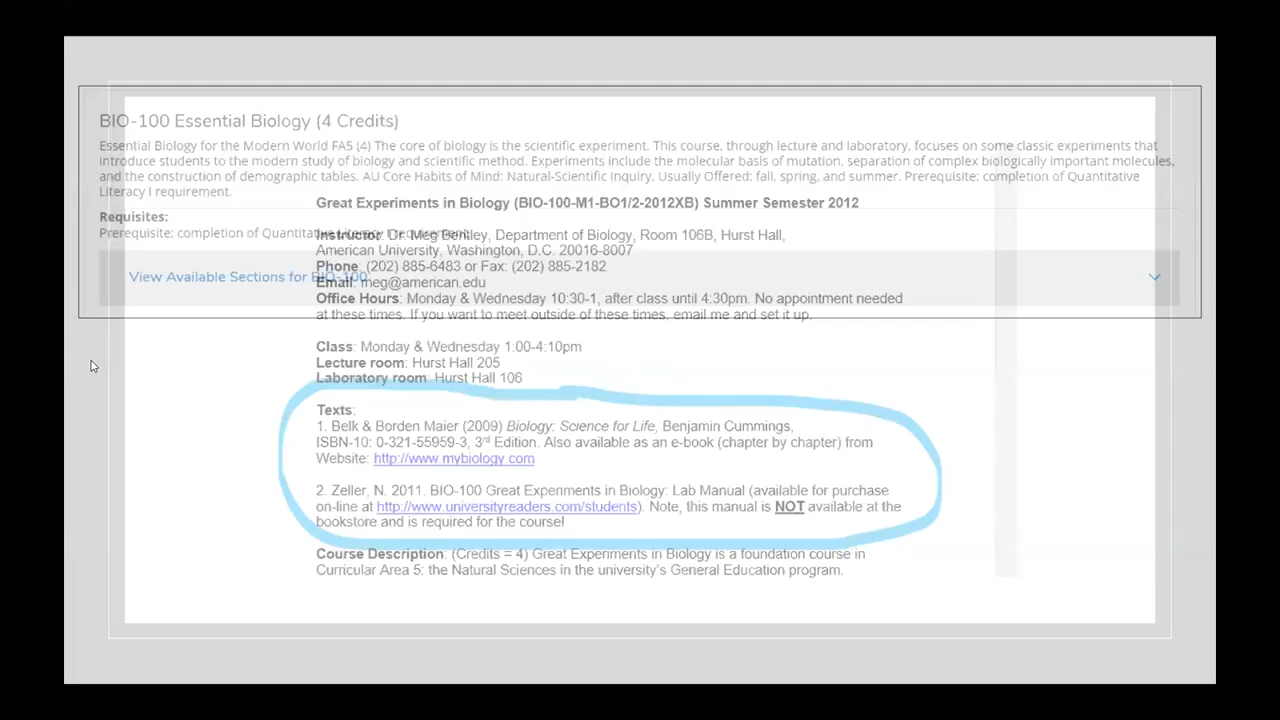 BIO-100 Essential Biology (4 Credits)
Essential Biology for the Modern World FA5 (4) The core of biology is the scientific experiment. This course, through lecture and laboratory, focuses on some classic experiments that
introduce students to the modern study of biology and scientific method. Experiments include the molecular basis of mutation, separation of complex biologically important molecules,
and the construction of demographic tables. AU Core Habits of Mind: Natural-Scientific Inquiry. Usually Offered: fall, spring, and summer. Prerequisite: completion of Quantitative
Literacy I requirement.
Requisites:
Prerequisite: completion of Quantitative Literacy I requirement.
View Available Sections for BIO-100
Great Experiments in Biology (BIO-100-M1-BO1/2-2012XB) Summer Semester 2012
Instructor: Dr. Meg Bentley, Department of Biology, Room 106B, Hurst Hall,
American University, Washington, D.C. 20016-8007
Phone: (202) 885-6483 or Fax: (202) 885-2182
Email: meg@american.edu
Office Hours: Monday & Wednesday 10:30-1, after class until 4:30pm. No appointment needed
at these times. If you want to meet outside of these times, email me and set it up.
Class: Monday & Wednesday 1:00-4:10pm
Lecture room: Hurst Hall 205
Laboratory room: Hurst Hall 106
Texts:
1. Belk & Borden Maier (2009) Biology: Science for Life, Benjamin Cummings,
ISBN-10: 0-321-55959-3, 3rd Edition. Also available as an e-book (chapter by chapter) from
Website: http://www.mybiology.com
2. Zeller, N. 2011. BIO-100 Great Experiments in Biology: Lab Manual (available for purchase
on-line at http://www.universityreaders.com/students). Note, this manual is NOT available at the
bookstore and is required for the course!
Course Description: (Credits = 4) Great Experiments in Biology is a foundation course in
Curricular Area 5: the Natural Sciences in the university's General Education program.